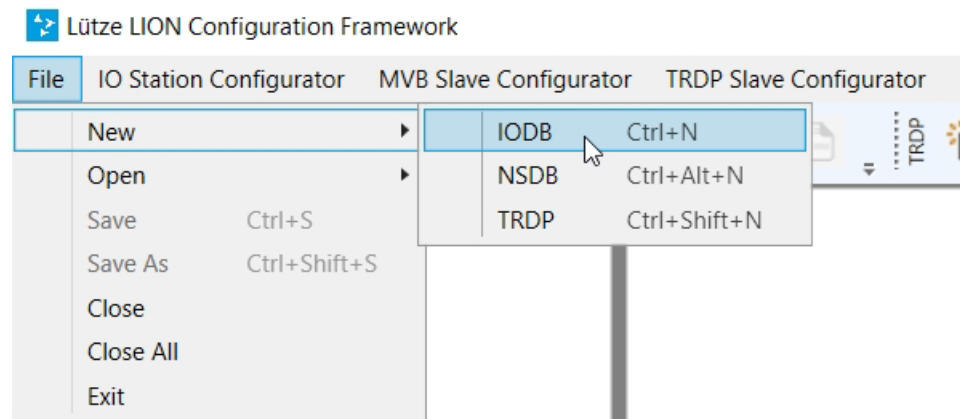 Lütze LION Configuration Framework
File IO Station Configurator MVB Slave Configurator TRDP Slave Configurator
New IODB Ctrl+N
TRDP
Open NSDB Ctrl+Alt+N
Save Ctrl+S TRDP Ctrl+Shift+N
Save As Ctrl+Shift+S
Close
Close All
Exit